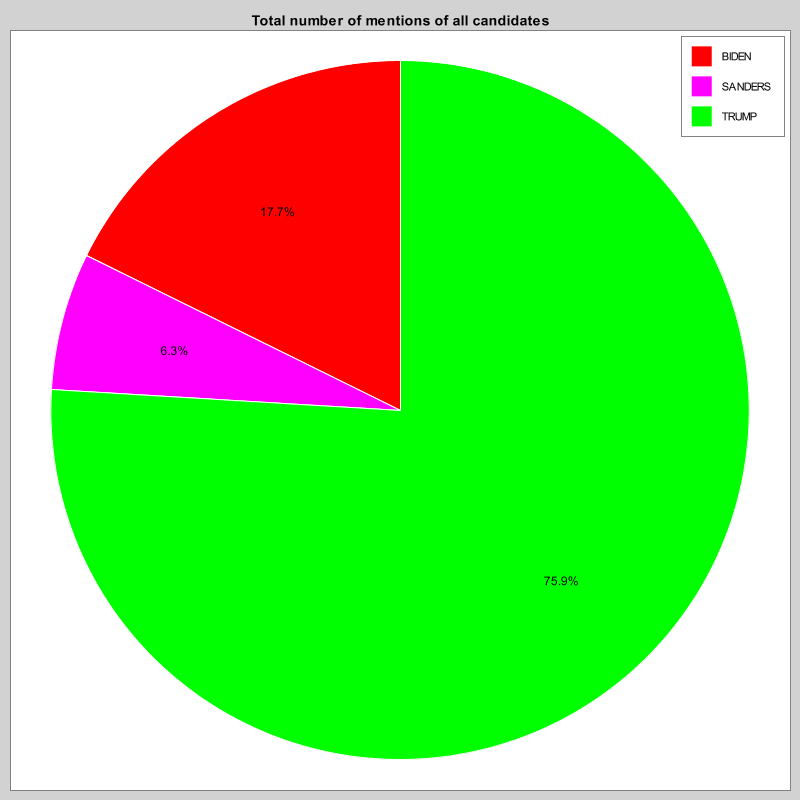 Total number of mentions of all candidates
BIDEN
SANDERS
TRUMP
17.7%
6.3%
75.9%